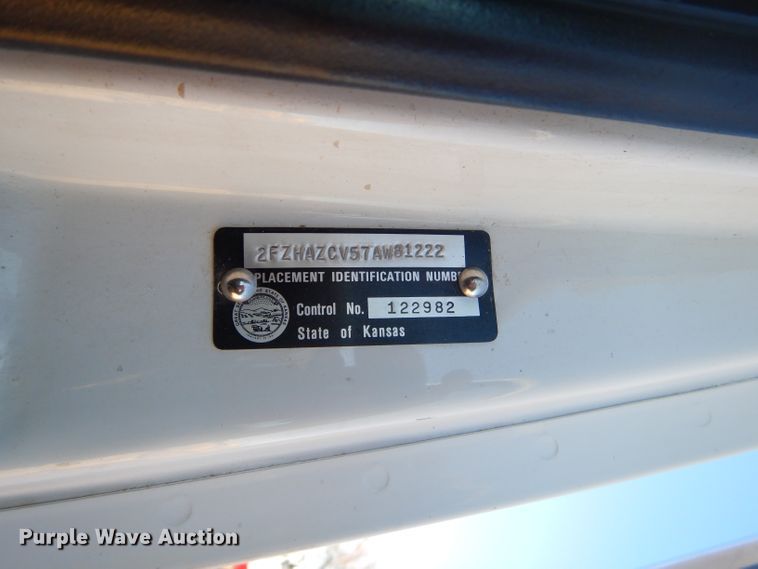 2FZHAZCV57AW81222
PLACEMENT IDENTIFICATION NUMB
Control No. 122982
State of Kansas
Purple Wave Auction